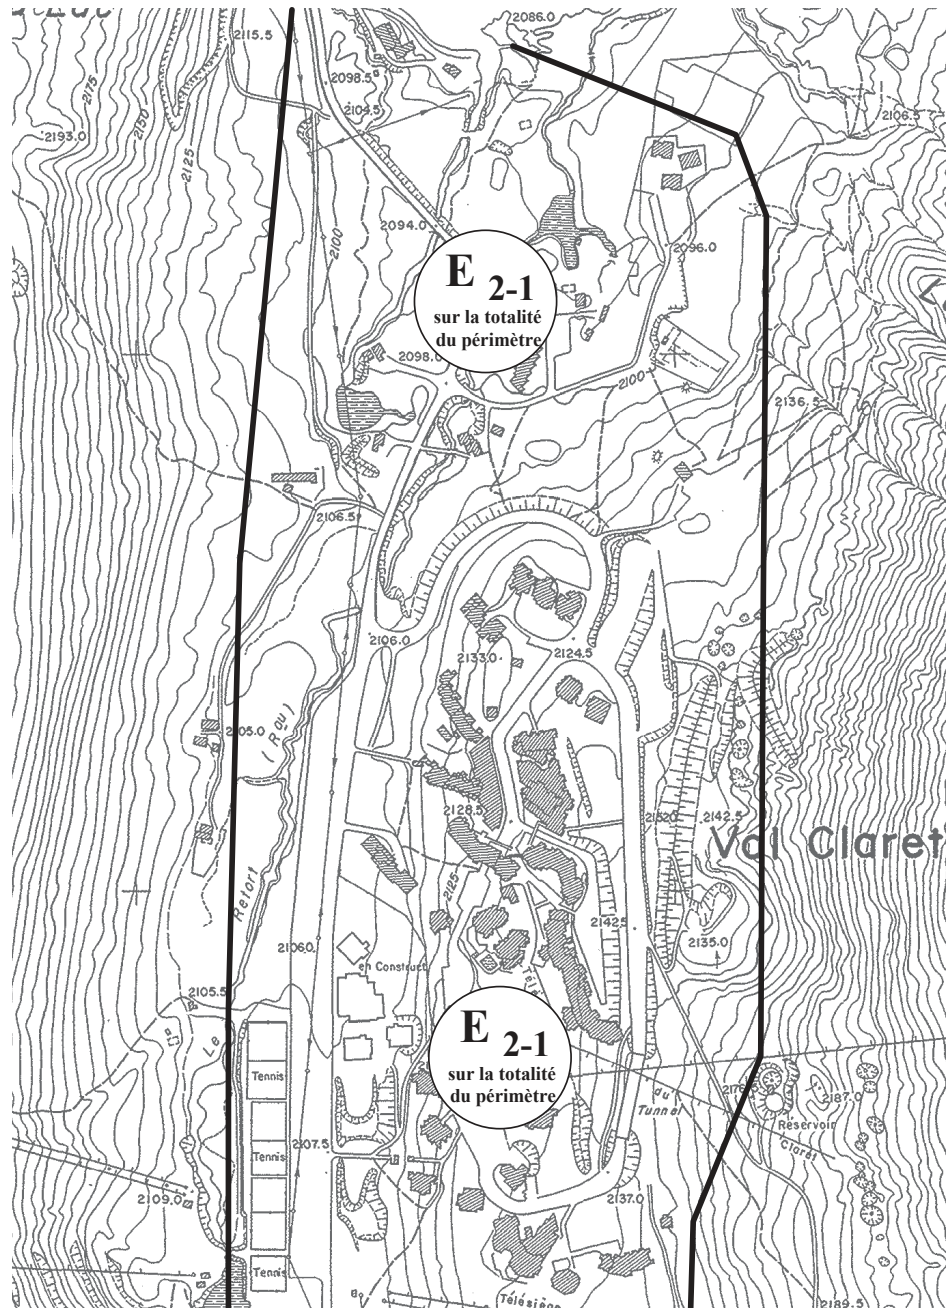 2086.0
2115.5
2098.5
2104.5
2175
2150
2125
2193.0
2106.5
2094.0
2100
2096.0
E 2-1
sur la totalité
du périmètre
2098.0
2100
2136.5
2106.5
2106.0
2124.5
2133.0
2105.0
(Rau)
2128.5
2142.5
Val Claret
2125
Retort
2142.5
2135.0
2106.0
en Construct
2105.5
Le
E 2-1
sur la totalité
du périmètre
Tennis
du
Tunnel
2187.0
Réservoir
Claret
2107.5
Tennis
2109.0
2137.0
Tennis
Télésiège
2189.5